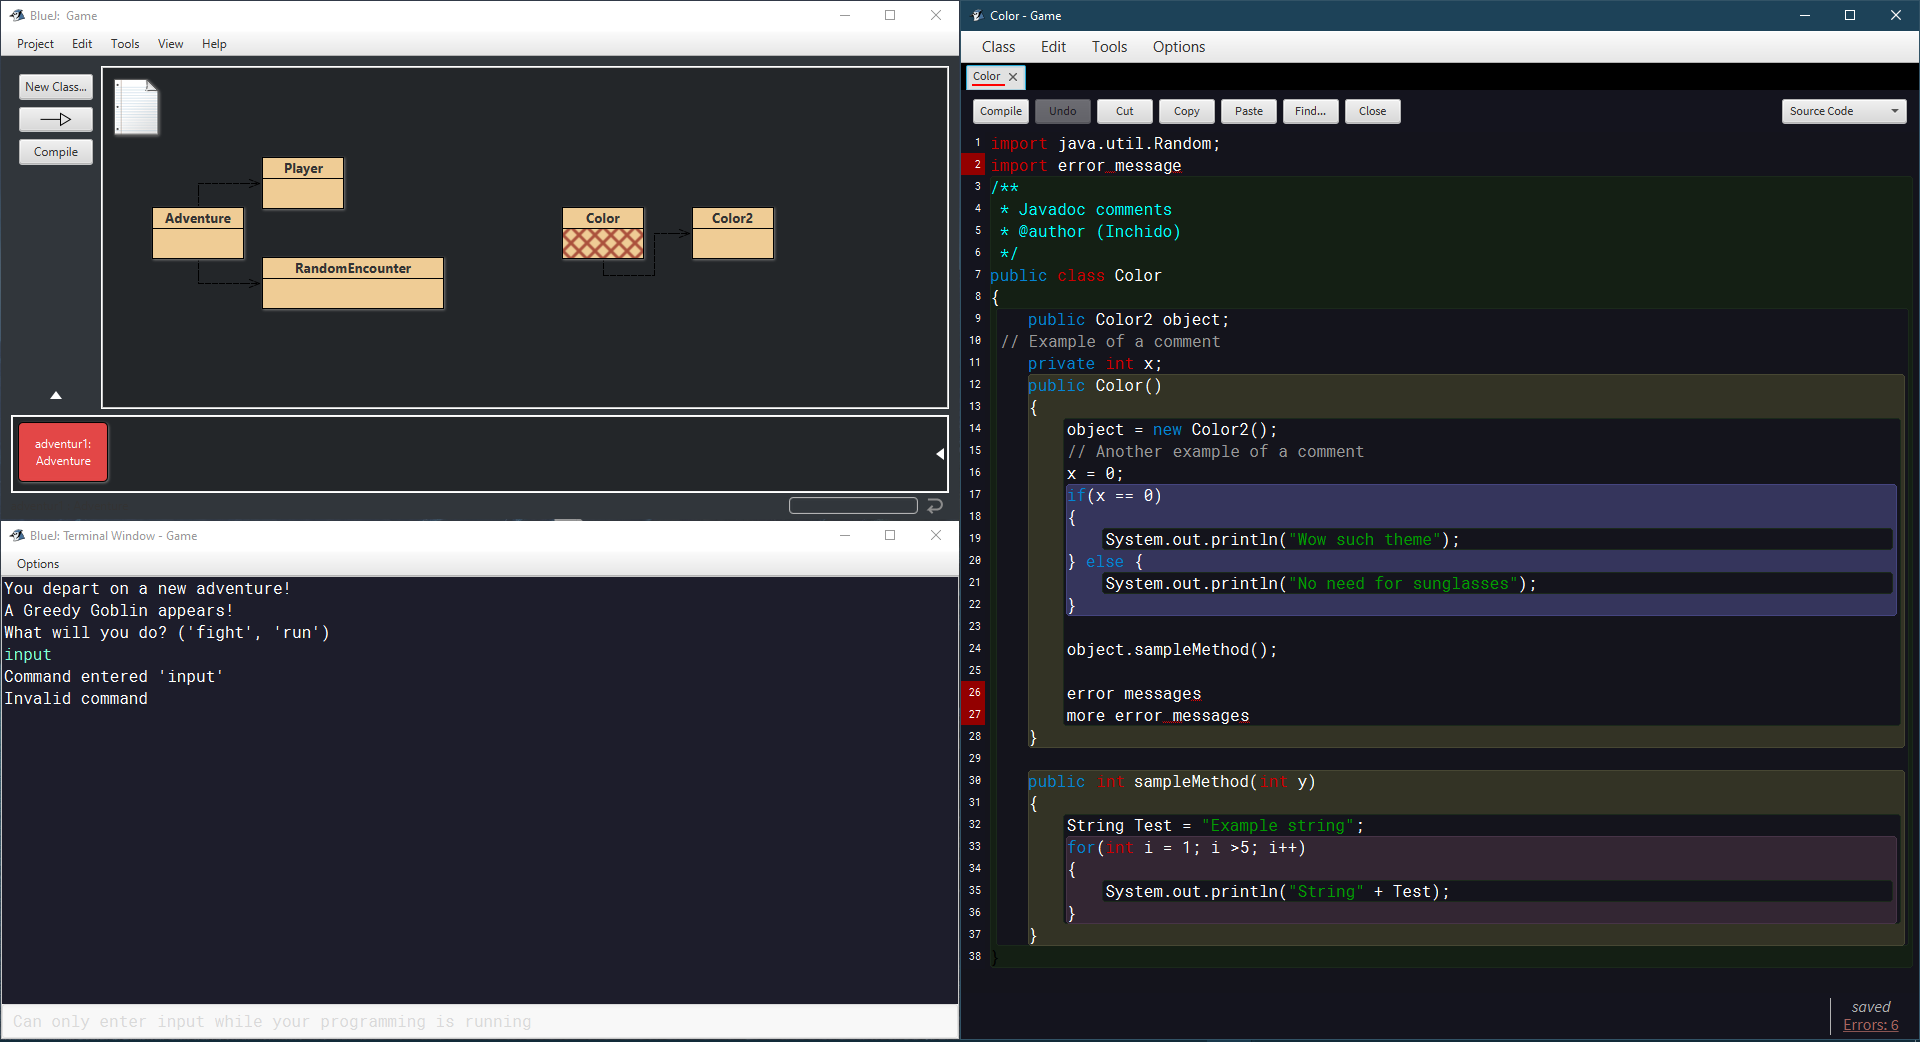 BlueJ: Game
Project Edit Tools View Help
New Class...
Compile
Player
Adventure
RandomEncounter
Color
Color2
adventur1:
Adventure
BlueJ: Terminal Window - Game
Options
You depart on a new adventure!
A Greedy Goblin appears!
What will you do? ('fight', 'run')
input
Command entered 'input'
Invalid command
Can only enter input while your programming is running
Color - Game
Class Edit Tools Options
Color
Compile Undo Cut Copy Paste Find... Close Source Code
1 import java.util.Random;
2 import error_message
3 /**
4 * Javadoc comments
5 * @author (Inchido)
6 */
7 public class Color
8 {
9 public Color2 object;
10 // Example of a comment
11 private int x;
12 public Color()
13 {
14 object = new Color2();
15 // Another example of a comment
16 x = 0;
17 if(x == 0)
18 {
19 System.out.println("Wow such theme");
20 } else {
21 System.out.println("No need for sunglasses");
22 }
23
24 object.sampleMethod();
25
26 error messages
27 more error_messages
28 }
29
30 public int sampleMethod(int y)
31 {
32 String Test = "Example string";
33 for(int i = 1; i >5; i++)
34 {
35 System.out.println("String" + Test);
36 }
37 }
38 }
saved
Errors: 6